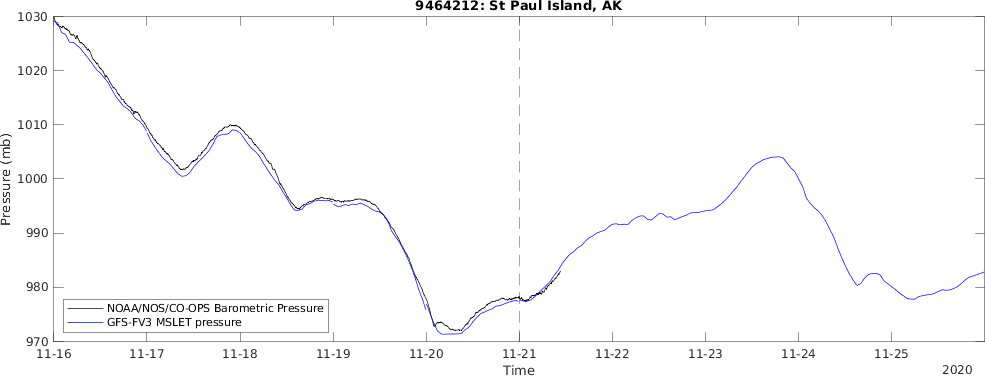 9464212: St Paul Island, AK
Pressure (mb)
1030
1020
1010
1000
990
980
970
NOAA/NOS/CO-OPS Barometric Pressure
GFS-FV3 MSLET pressure
11-16 11-17 11-18 11-19 11-20 11-21 11-22 11-23 11-24 11-25
Time
2020